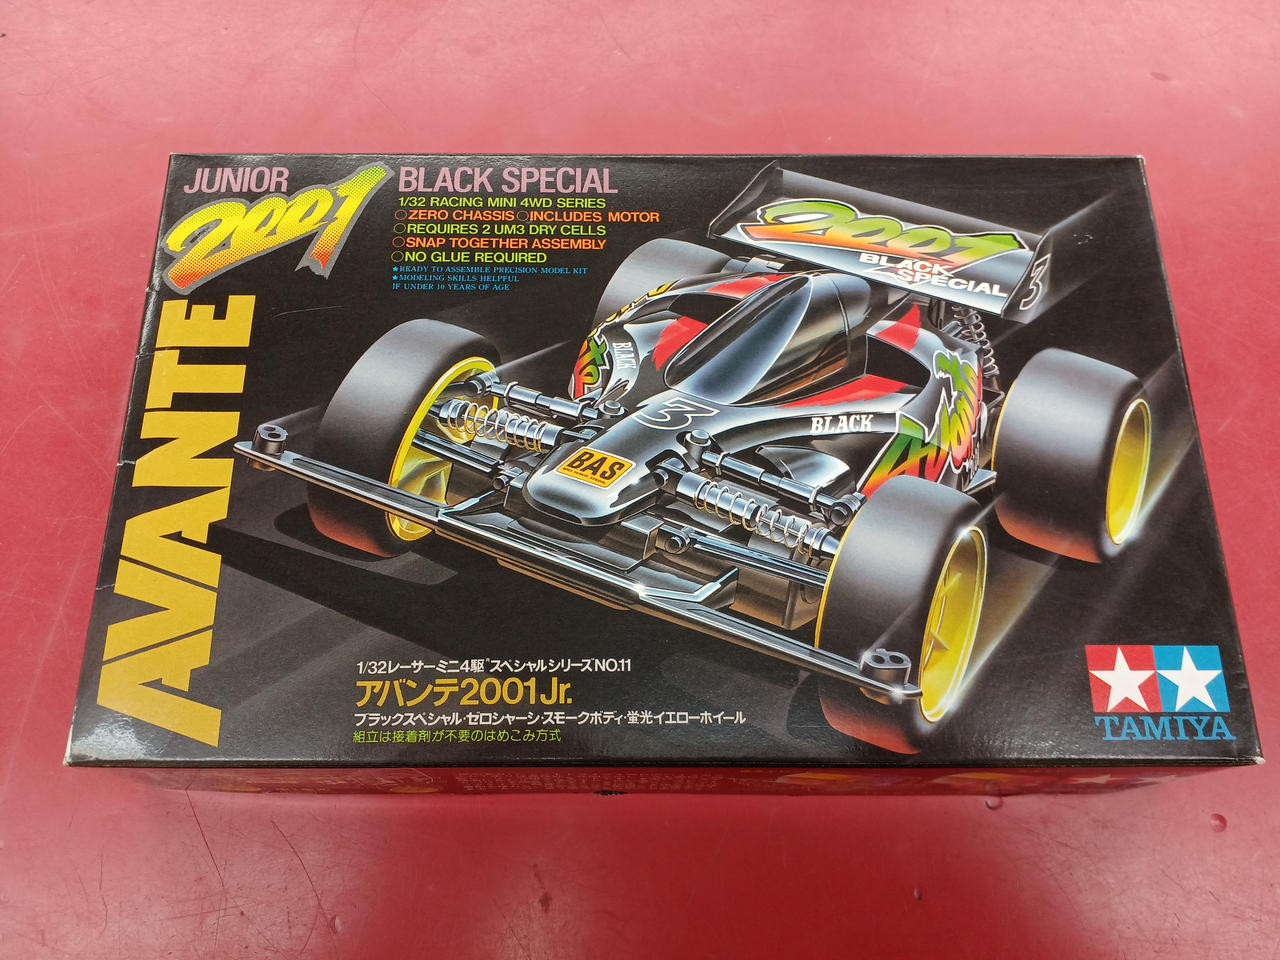 JUNIOR
2001
AVANTE
BLACK SPECIAL
1/32 RACING MINI 4WD SERIES
○ZERO CHASSIS ○INCLUDES MOTOR
○REQUIRES 2 UM3 DRY CELLS
○SNAP TOGETHER ASSEMBLY
○NO GLUE REQUIRED
★READY TO ASSEMBLE PRECISION MODEL KIT
★MODELING SKILLS HELPFUL
IF UNDER 10 YEARS OF AGE
2001
BLACK
SPECIAL
3
BLACK
3
BLACK
Avante
BAS
1/32レーサーミニ4駆"スペシャルシリーズNO.11
アバンテ2001Jr.
ブラックスペシャル・ゼロシャーシ・スモークボディ・蛍光イエローホイール
組立は接着剤が不要のはめこみ方式
TAMIYA